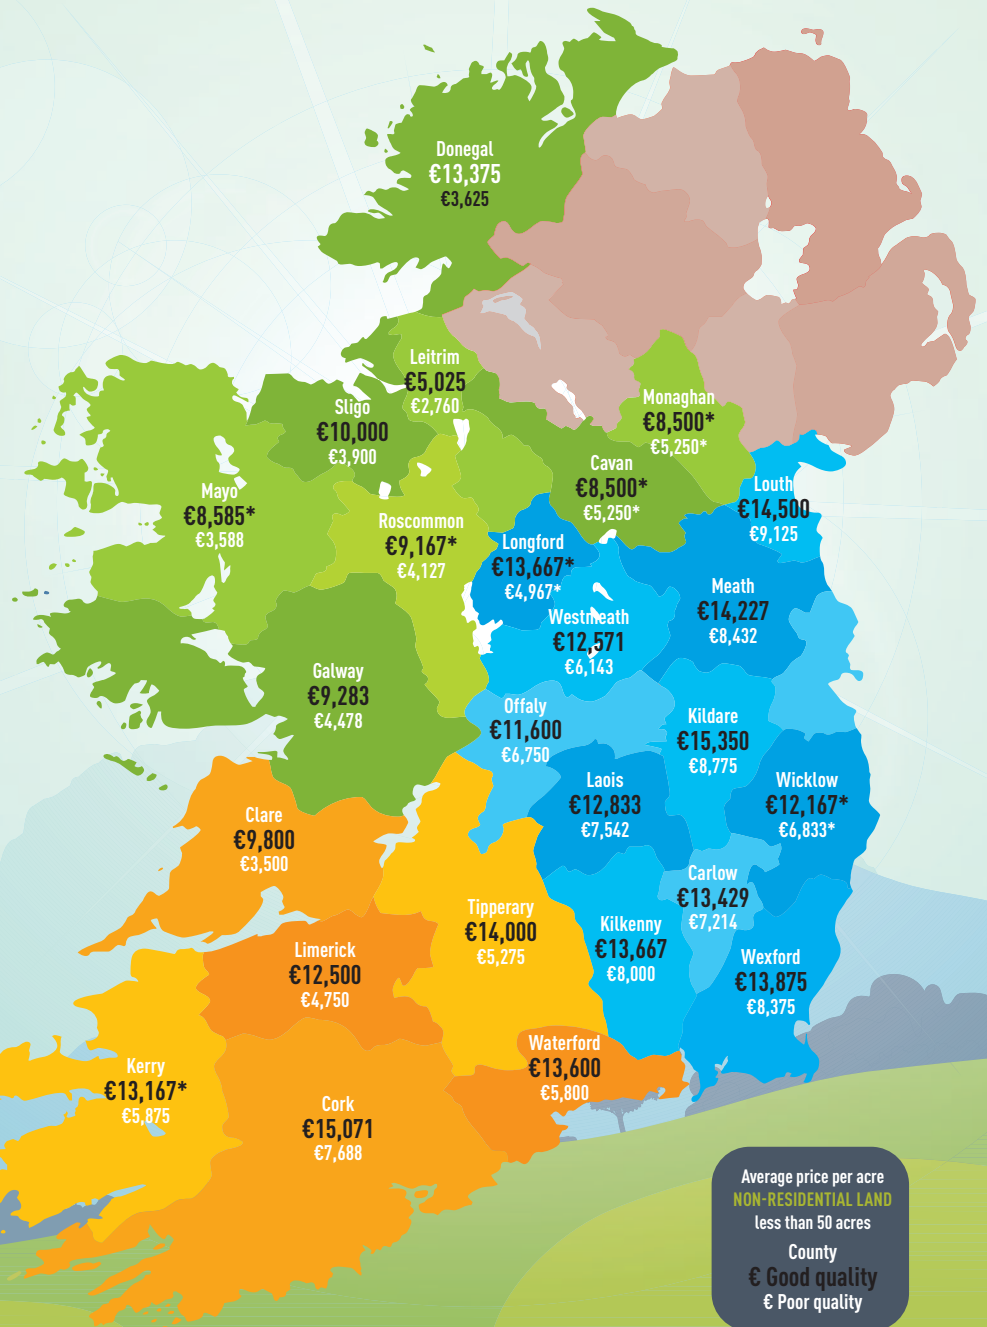 Donegal
€13,375
€3,625
Leitrim
€5,025
€2,760
Sligo
€10,000
€3,900
Monaghan
€8,500*
€5,250*
Cavan
€8,500*
€5,250*
Louth
€14,500
€9,125
Mayo
€8,585*
€3,588
Roscommon
€9,167*
€4,127
Longford
€13,667*
€4,967*
Meath
€14,227
€8,432
Westmeath
€12,571
€6,143
Galway
€9,283
€4,478
Offaly
€11,600
€6,750
Kildare
€15,350
€8,775
Laois
€12,833
€7,542
Wicklow
€12,167*
€6,833*
Clare
€9,800
€3,500
Carlow
€13,429
€7,214
Tipperary
€14,000
€5,275
Kilkenny
€13,667
€8,000
Limerick
€12,500
€4,750
Wexford
€13,875
€8,375
Waterford
€13,600
€5,800
Kerry
€13,167*
€5,875
Cork
€15,071
€7,688
Average price per acre
NON-RESIDENTIAL LAND
less than 50 acres
County
€ Good quality
€ Poor quality